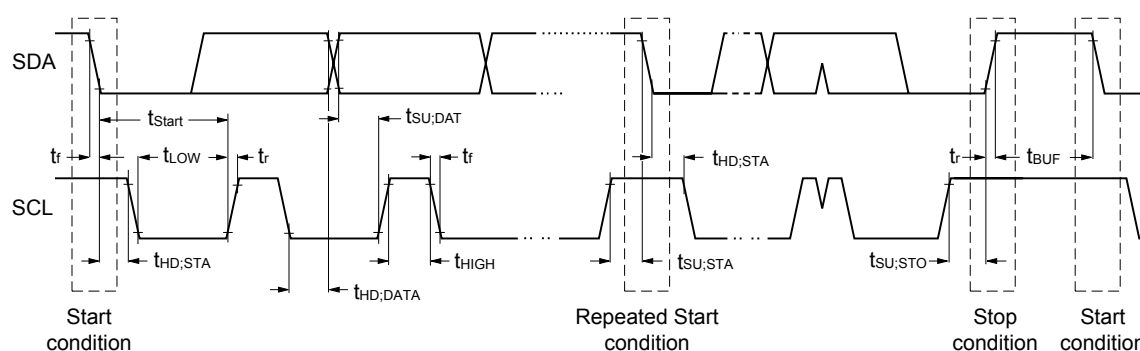 SDA
tStart
tSU;DAT
tf
tLOW
tr
tf
tHD;STA
tr
tBUF
SCL
tHD;STA
tHIGH
tSU;STA
tSU;STO
tHD;DATA
Start
condition
Repeated Start
condition
Stop
condition
Start
condition